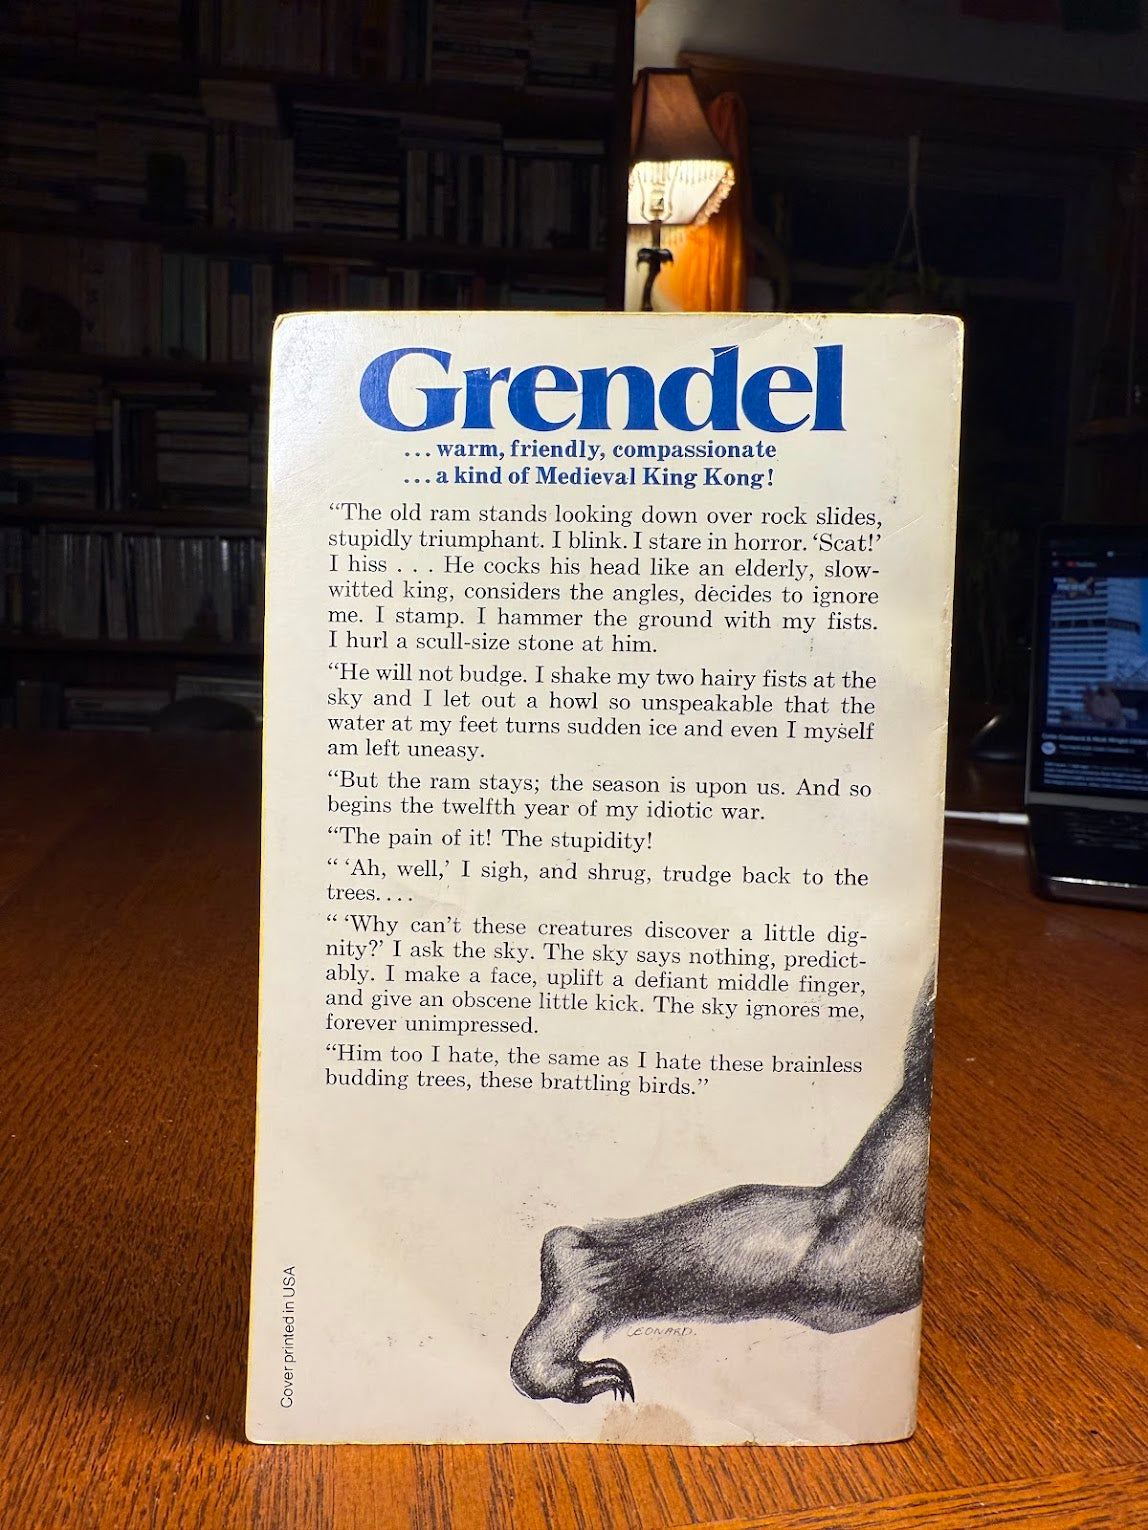 Grendel
...warm, friendly, compassionate
...a kind of Medieval King Kong!
“The old ram stands looking down over rock slides,
stupidly triumphant. I blink. I stare in horror. ‘Scat!’
I hiss . . . He cocks his head like an elderly, slow-
witted king, considers the angles, decides to ignore
me. I stamp. I hammer the ground with my fists.
I hurl a scull-size stone at him.
“He will not budge. I shake my two hairy fists at the
sky and I let out a howl so unspeakable that the
water at my feet turns sudden ice and even I myself
am left uneasy.
“But the ram stays; the season is upon us. And so
begins the twelfth year of my idiotic war.
“The pain of it! The stupidity!
“ ‘Ah, well,’ I sigh, and shrug, trudge back to the
trees....
“ ‘Why can’t these creatures discover a little dig-
nity?’ I ask the sky. The sky says nothing, predict-
ably. I make a face, uplift a defiant middle finger,
and give an obscene little kick. The sky ignores me,
forever unimpressed.
“Him too I hate, the same as I hate these brainless
budding trees, these brattling birds.”
LEONARD.
Cover printed in USA